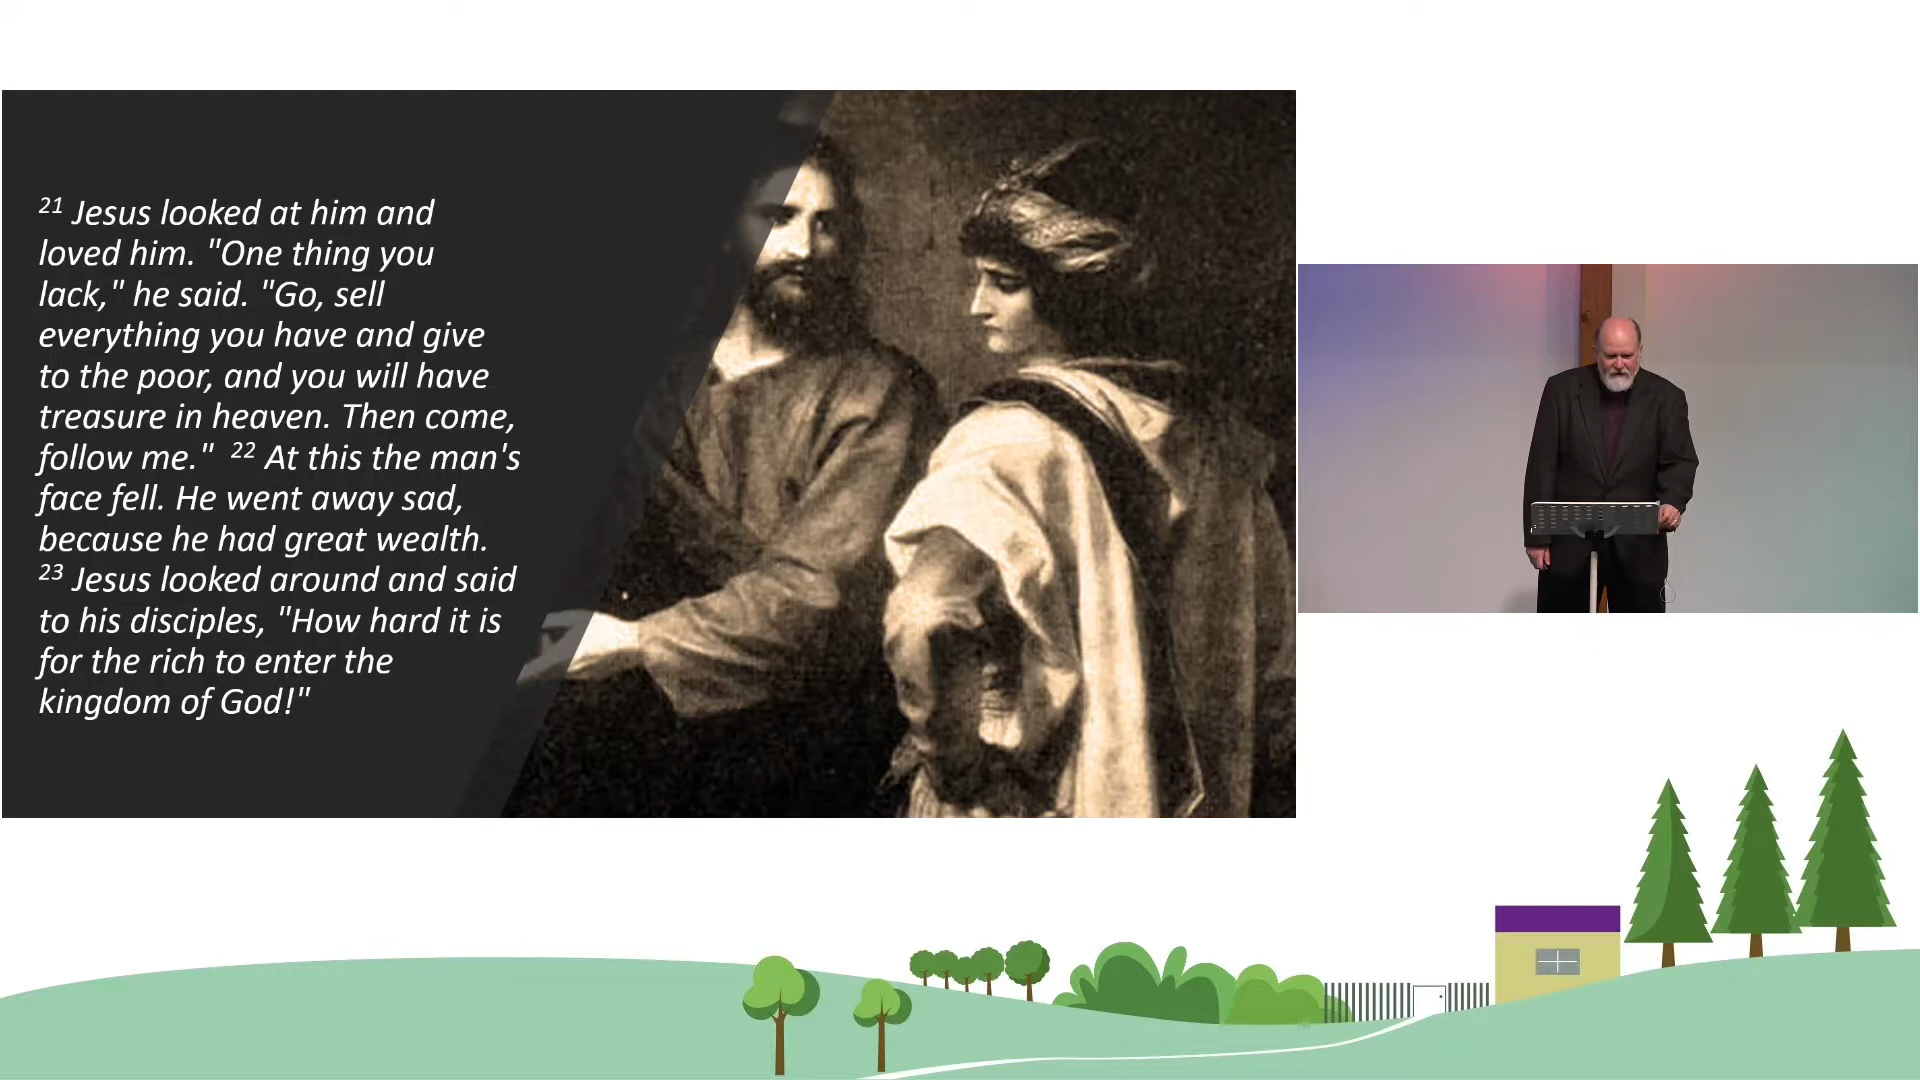 21 Jesus looked at him and
loved him. "One thing you
lack," he said. "Go, sell
everything you have and give
to the poor, and you will have
treasure in heaven. Then come,
follow me." 22 At this the man's
face fell. He went away sad,
because he had great wealth.
23 Jesus looked around and said
to his disciples, "How hard it is
for the rich to enter the
kingdom of God!"